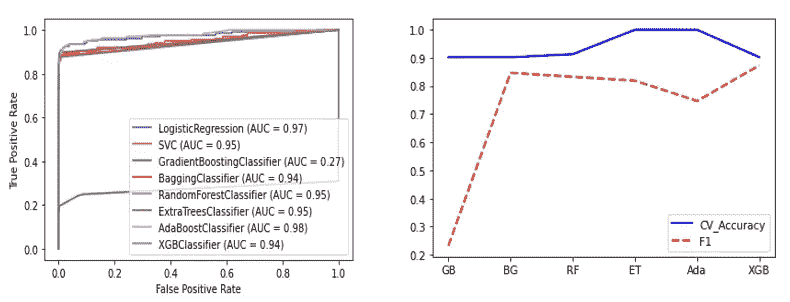 1.0
0.8
0.6
0.4
0.2
0.0
True Positive Rate
LogisticRegression (AUC = 0.97)
SVC (AUC = 0.95)
GradientBoostingClassifier (AUC = 0.27)
BaggingClassifier (AUC = 0.94)
RandomForestClassifier (AUC = 0.95)
ExtraTreesClassifier (AUC = 0.95)
AdaBoostClassifier (AUC = 0.98)
XGBClassifier (AUC = 0.94)
0.0 0.2 0.4 0.6 0.8 1.0
False Positive Rate
1.0
0.9
0.8
0.7
0.6
0.5
0.4
0.3
0.2
CV_Accuracy
F1
GB BG RF ET Ada XGB